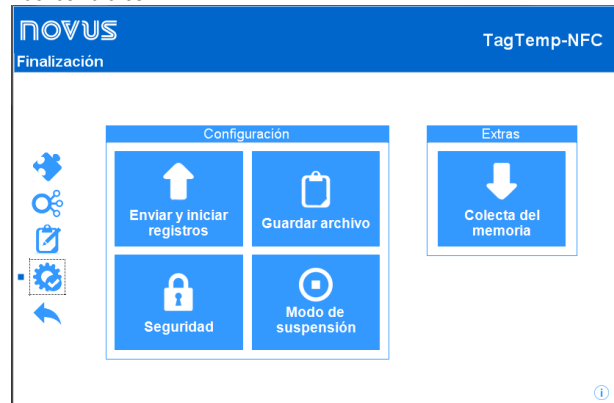 NOVUS
TagTemp-NFC
Finalización
Configuración
Extras
Enviar y iniciar
registros
Guardar archivo
Colecta del
memoria
Seguridad
Modo de
suspensión